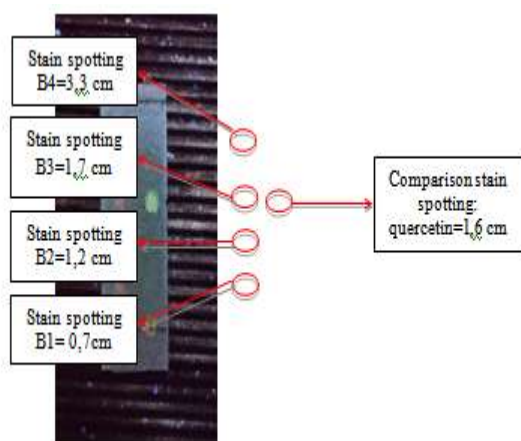 Stain spotting
B4=3,3 cm
Stain spotting
B3=1,7 cm
Stain spotting
B2=1,2 cm
Stain spotting
B1= 0,7cm
Comparison stain
spotting:
quercetin=1,6 cm